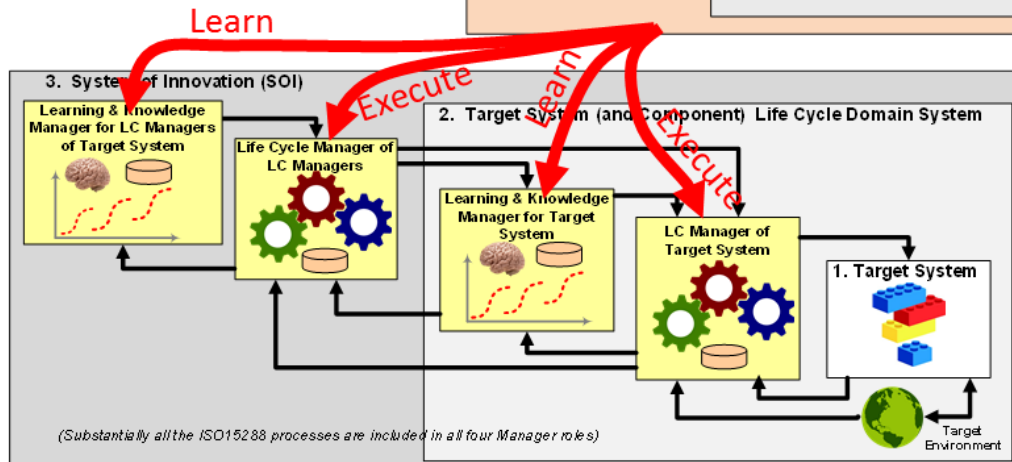 Learn
3. System of Innovation (SOI)
Learning & Knowledge
Manager for LC Managers
of Target System
Execute
Life Cycle Manager of
LC Managers
Learn
2. Target System (and Component) Life Cycle Domain System
Execute
Learning & Knowledge
Manager for Target
System
LC Manager of
Target System
1. Target System
Target
Environment
(Substantially all the ISO15288 processes are included in all four Manager roles)